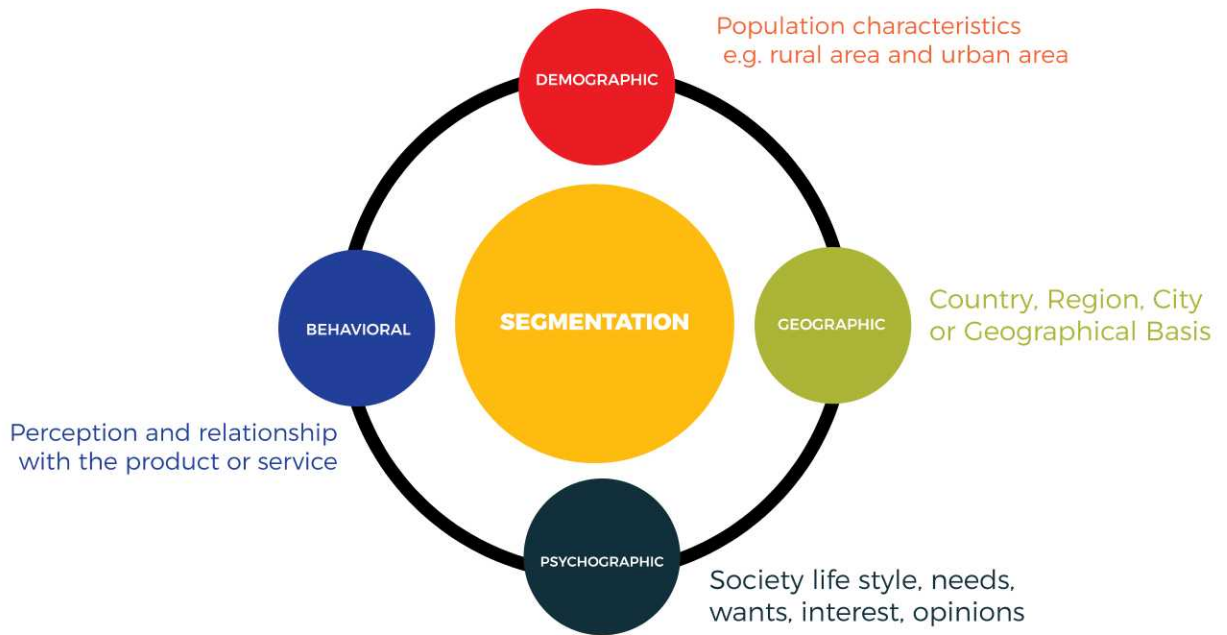 Population characteristics
e.g. rural area and urban area
DEMOGRAPHIC
SEGMENTATION
BEHAVIORAL
GEOGRAPHIC
Country, Region, City
or Geographical Basis
Perception and relationship
with the product or service
PSYCHOGRAPHIC
Society life style, needs,
wants, interest, opinions